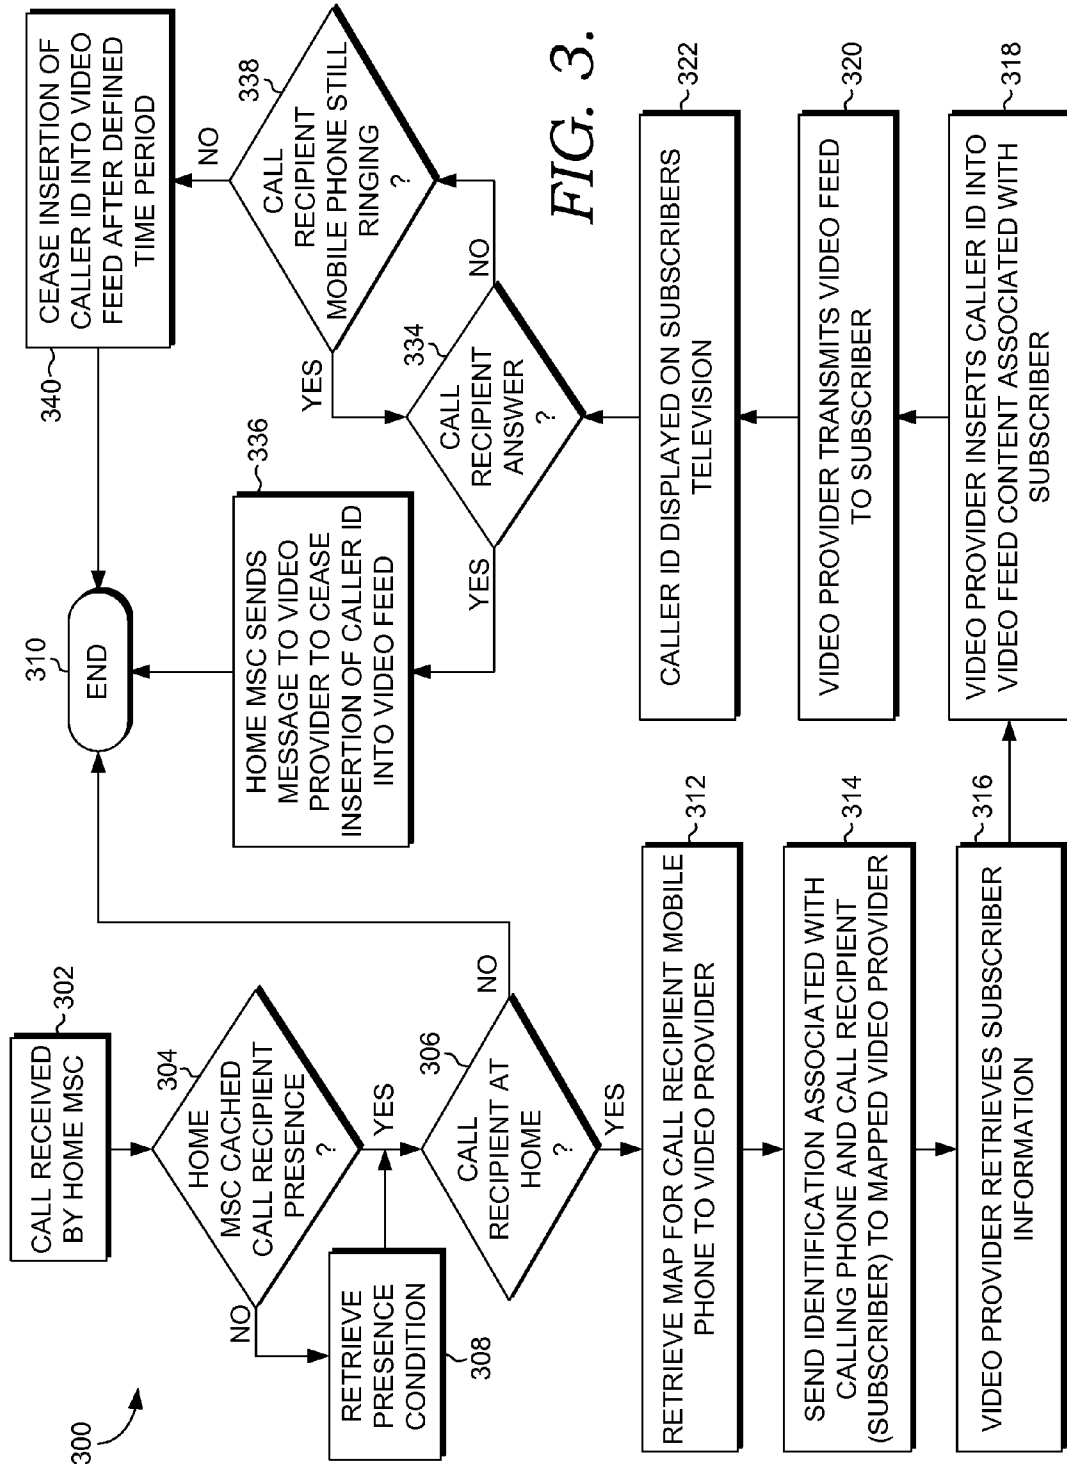 300
CALL RECEIVED
BY HOME MSC
302
HOME
MSC CACHED
CALL RECIPIENT
PRESENCE
?
304
NO
YES
RETRIEVE
PRESENCE
CONDITION
308
CALL
RECIPIENT AT
HOME
?
306
NO
YES
RETRIEVE MAP FOR CALL RECIPIENT MOBILE
PHONE TO VIDEO PROVIDER
312
SEND IDENTIFICATION ASSOCIATED WITH
CALLING PHONE AND CALL RECIPIENT
(SUBSCRIBER) TO MAPPED VIDEO PROVIDER
314
VIDEO PROVIDER RETRIEVES SUBSCRIBER
INFORMATION
316
VIDEO PROVIDER INSERTS CALLER ID INTO
VIDEO FEED CONTENT ASSOCIATED WITH
SUBSCRIBER
318
VIDEO PROVIDER TRANSMITS VIDEO FEED
TO SUBSCRIBER
320
CALLER ID DISPLAYED ON SUBSCRIBERS
TELEVISION
322
CALL
RECIPIENT
ANSWER
?
334
YES
NO
HOME MSC SENDS
MESSAGE TO VIDEO
PROVIDER TO CEASE
INSERTION OF CALLER ID
INTO VIDEO FEED
336
CALL
RECIPIENT
MOBILE PHONE STILL
RINGING
?
338
YES
NO
CEASE INSERTION OF
CALLER ID INTO VIDEO
FEED AFTER DEFINED
TIME PERIOD
340
END
310
FIG. 3.